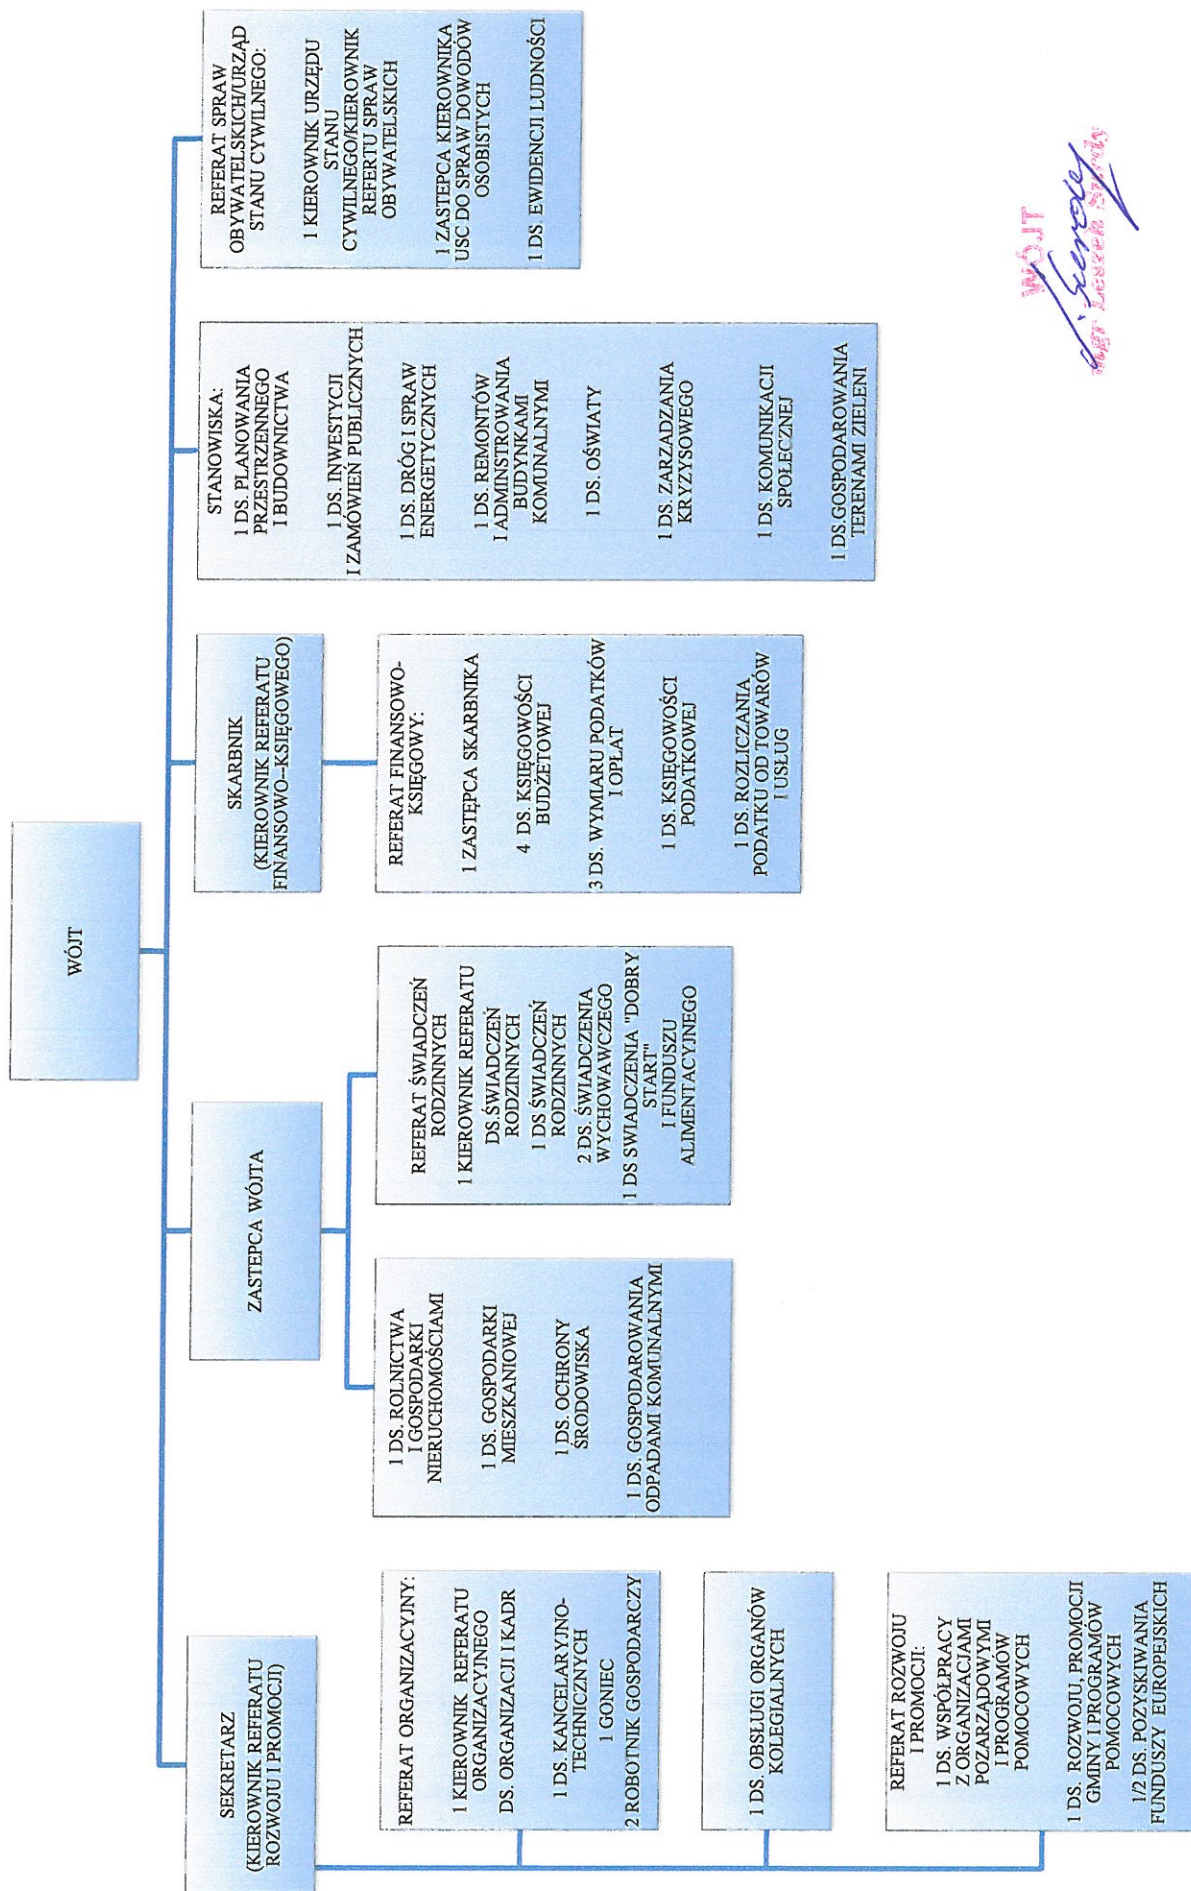 WÓJT
SEKRETARZ
(KIEROWNIK REFERATU
ROZWOJU I PROMOCJI)
REFERAT ORGANIZACYJNY:
1 KIEROWNIK REFERATU
ORGANIZACYJNEGO
DS. ORGANIZACJI I KADR
1 DS. KANCELARYJNO-
TECHNICZNYCH
1 GONIEC
2 ROBOTNIK GOSPODARCZY
1 DS. OBSŁUGI ORGANÓW
KOLEGIALNYCH
REFERAT ROZWOJU
I PROMOCJI:
1 DS. WSPÓŁPRACY
Z ORGANIZACJAMI
POZARZĄDOWYMI
I PROGRAMÓW
POMOCOWYCH
1 DS. ROZWOJU, PROMOCJI
GMINY I PROGRAMÓW
POMOCOWYCH
1/2 DS. POZYSKIWANIA
FUNDUSZY EUROPEJSKICH
ZASTEPCA WÓJTA
1 DS. ROLNICTWA
I GOSPODARKI
NIERUCHOMOŚCIAMI
1 DS. GOSPODARKI
MIESZKANIOWEJ
1 DS. OCHRONY
ŚRODOWISKA
1 DS. GOSPODAROWANIA
ODPADAMI KOMUNALNYMI
REFERAT ŚWIADCZEŃ
RODZINNYCH
1 KIEROWNIK REFERATU
DS.ŚWIADCZEŃ
RODZINNYCH
1 DS ŚWIADCZEŃ
RODZINNYCH
2 DS. ŚWIADCZENIA
WYCHOWAWCZEGO
1 DS SWIADCZENIA "DOBRY
START"
I FUNDUSZU
ALIMENTACYJNEGO
SKARBNIK
(KIEROWNIK REFERATU
FINANSOWO–KSIĘGOWEGO)
REFERAT FINANSOWO-
KSIĘGOWY:
1 ZASTĘPCA SKARBNIKA
4 DS. KSIĘGOWOŚCI
BUDŻETOWEJ
3 DS. WYMIARU PODATKÓW
I OPŁAT
1 DS. KSIĘGOWOŚCI
PODATKOWEJ
1 DS. ROZLICZANIA
PODATKU OD TOWARÓW
I USŁUG
STANOWISKA:
1 DS. PLANOWANIA
PRZESTRZENNEGO
I BUDOWNICTWA
1 DS. INWESTYCJI
I ZAMÓWIEŃ PUBLICZNYCH
1 DS. DRÓG I SPRAW
ENERGETYCZNYCH
1 DS. REMONTÓW
I ADMINSTROWANIA
BUDYNKAMI
KOMUNALNYMI
1 DS. OŚWIATY
1 DS. ZARZADZANIA
KRYZYSOWEGO
1 DS. KOMUNIKACJI
SPOŁECZNEJ
1 DS.GOSPODAROWANIA
TERENAMI ZIELENI
REFERAT SPRAW
OBYWATELSKICH/URZĄD
STANU CYWILNEGO:
1 KIEROWNIK URZĘDU
STANU
CYWILNEGO/KIEROWNIK
REFERTU SPRAW
OBYWATELSKICH
1 ZASTEPCA KIEROWNIKA
USC DO SPRAW DOWODÓW
OSOBISTYCH
1 DS. EWIDENCJI LUDNOŚCI
WÓJT
mgr Leszek